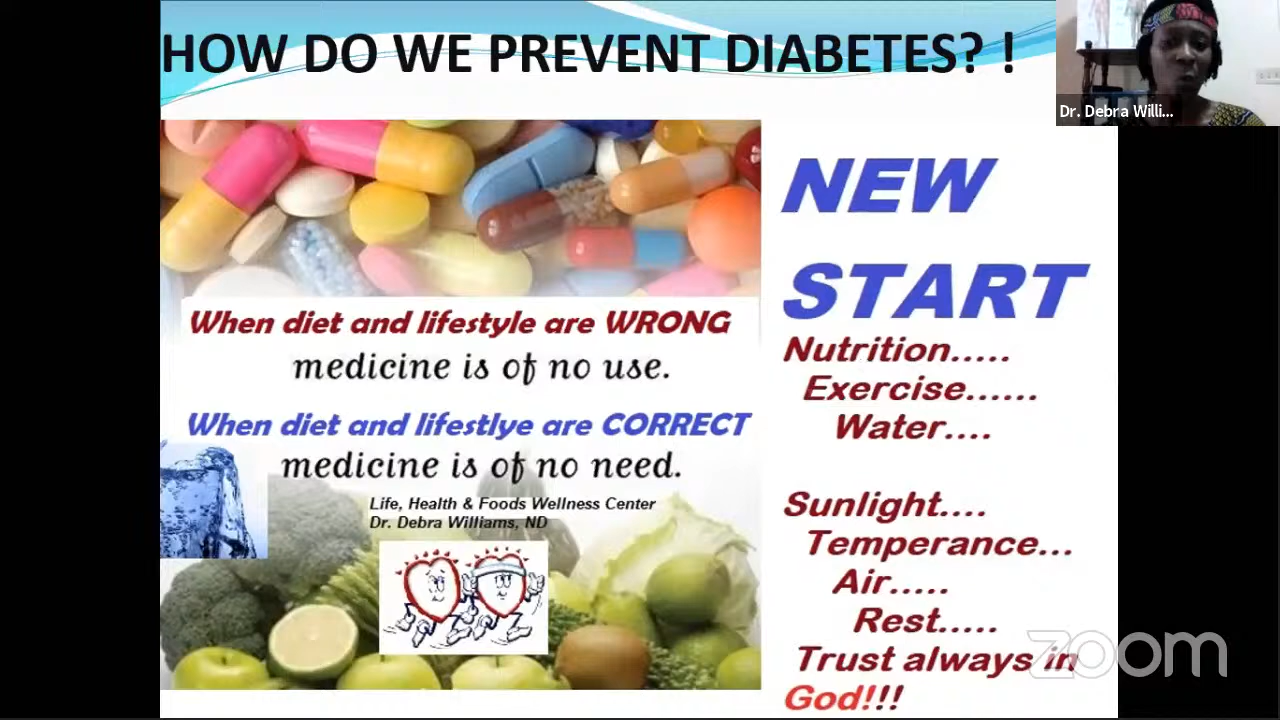 HOW DO WE PREVENT DIABETES? !
Dr. Debra Willi...
When diet and lifestyle are WRONG
medicine is of no use.
When diet and lifestlye are CORRECT
medicine is of no need.
Life, Health & Foods Wellness Center
Dr. Debra Williams, ND
NEW
START
Nutrition.....
Exercise......
Water....
Sunlight....
Temperance...
Air.....
Rest.....
Trust always in
God!!!
zoom